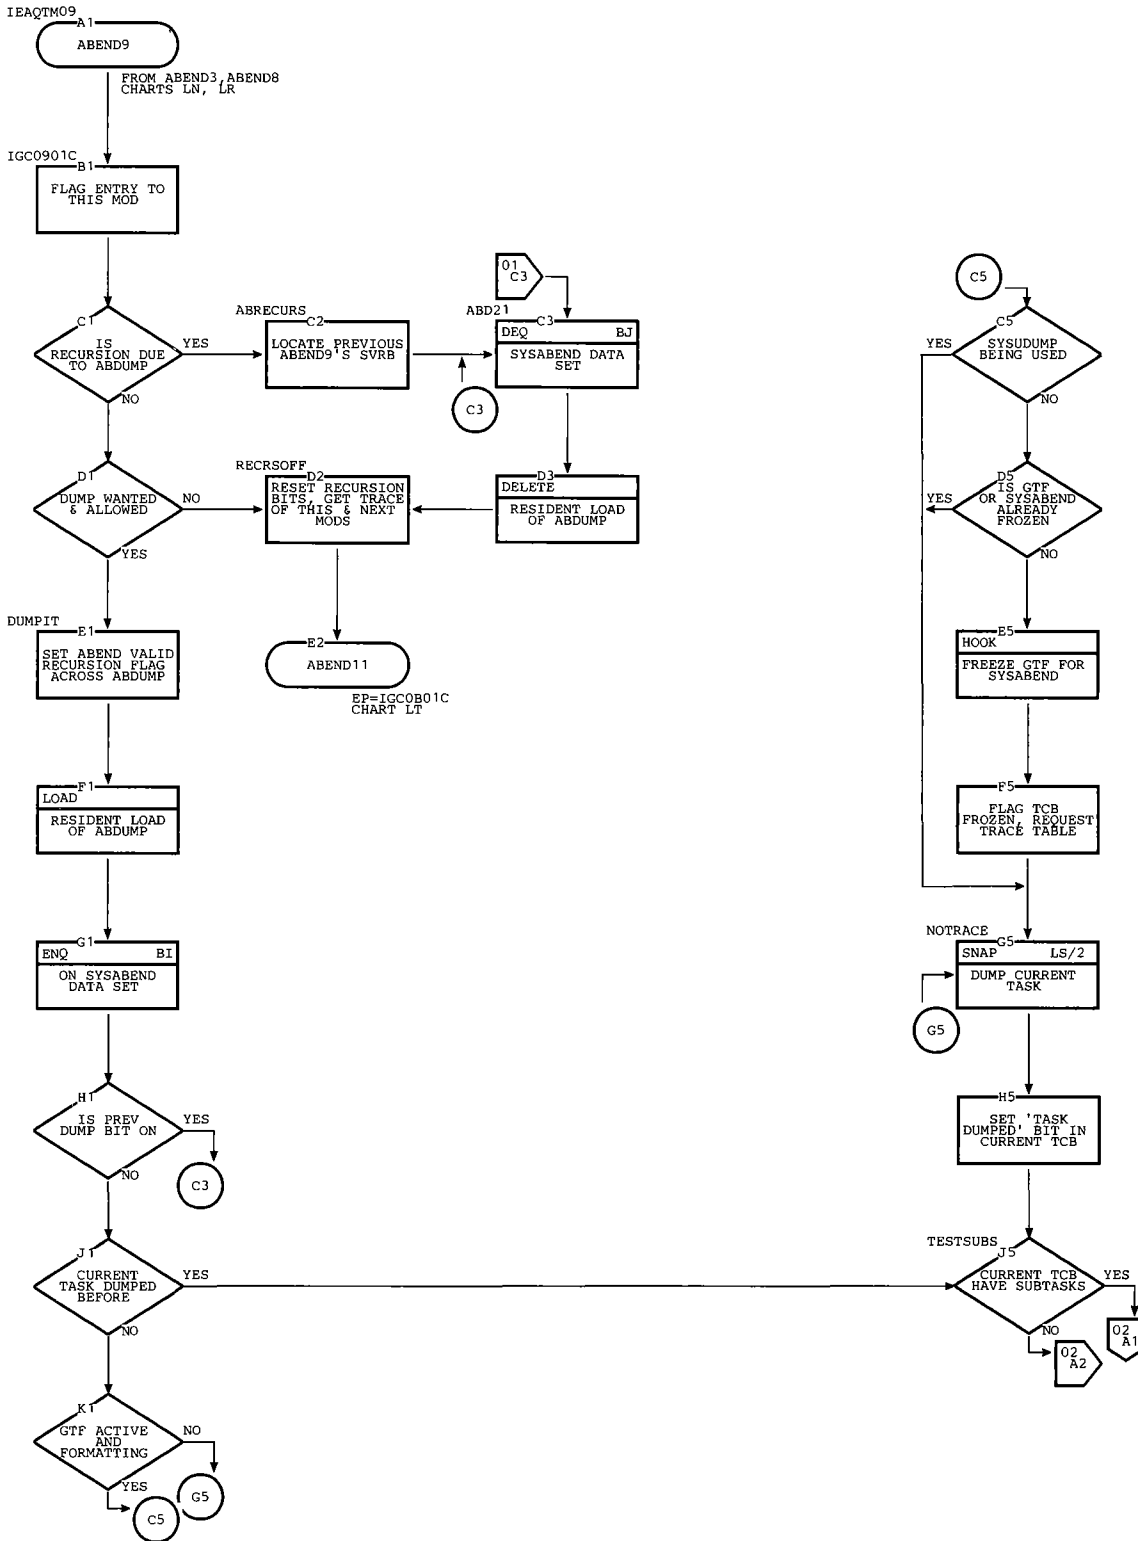 IEAQTM09
A1
ABEND9
FROM ABEND3,ABEND8
CHARTS LN, LR
IGC0901C
B1
FLAG ENTRY TO
THIS MOD
C1
IS
RECURSION DUE
TO ABDUMP
YES
NO
ABRECURS
C2
LOCATE PREVIOUS
ABEND9'S SVRB
01
C3
ABD21
C3
DEQ BJ
SYSABEND DATA
SET
C3
D1
DUMP WANTED
& ALLOWED
NO
YES
RECRSOFF
D2
RESET RECURSION
BITS, GET TRACE
OF THIS & NEXT
MODS
D3
DELETE
RESIDENT LOAD
OF ABDUMP
E2
ABEND11
EP=IGC0B01C
CHART LT
DUMPIT
E1
SET ABEND VALID
RECURSION FLAG
ACROSS ABDUMP
F1
LOAD
RESIDENT LOAD
OF ABDUMP
G1
ENQ BI
ON SYSABEND
DATA SET
H1
IS PREV
DUMP BIT ON
YES
NO
C3
J1
CURRENT
TASK DUMPED
BEFORE
YES
NO
K1
GTF ACTIVE
AND
FORMATTING
NO
YES
G5
C5
C5
C5
SYSUDUMP
BEING USED
YES
NO
D5
IS GTF
OR SYSABEND
ALREADY
FROZEN
YES
NO
E5
HOOK
FREEZE GTF FOR
SYSABEND
F5
FLAG TCB
FROZEN, REQUEST
TRACE TABLE
NOTRACE
G5
SNAP LS/2
DUMP CURRENT
TASK
G5
H5
SET 'TASK
DUMPED' BIT IN
CURRENT TCB
TESTSUBS
J5
CURRENT TCB
HAVE SUBTASKS
YES
NO
02
A1
02
A2